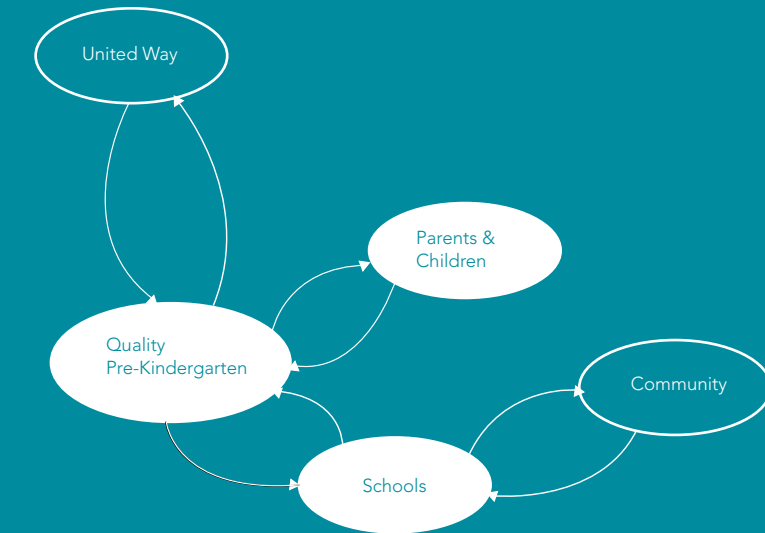 United Way
Parents &
Children
Quality
Pre-Kindergarten
Community
Schools